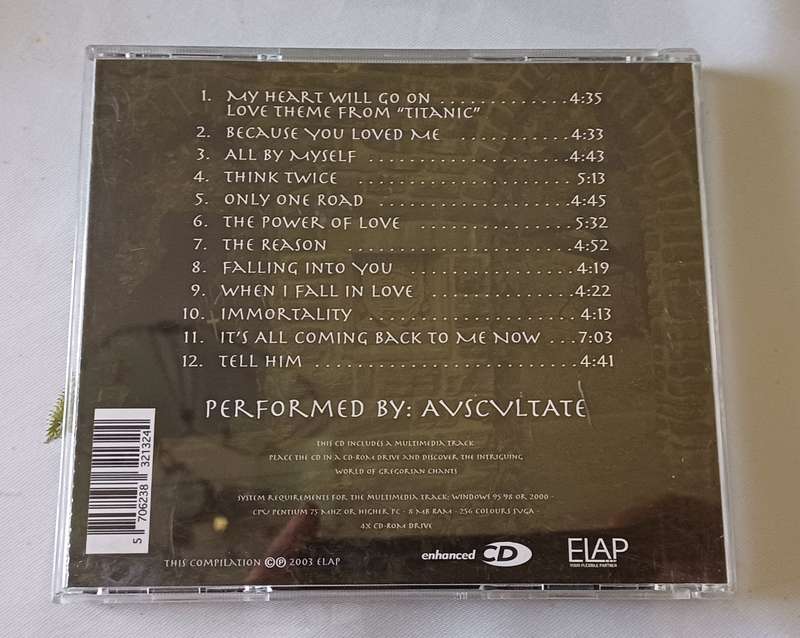 1. MY HEART WILL GO ON . . . . . . . . . . . . . 4:35
LOVE THEME FROM "TITANIC"
2. BECAUSE YOU LOVED ME . . . . . . . . . . . . 4:33
3. ALL BY MYSELF . . . . . . . . . . . . . . . . . . . . 4:43
4. THINK TWICE . . . . . . . . . . . . . . . . . . . . . 5:13
5. ONLY ONE ROAD . . . . . . . . . . . . . . . . . . . 4:45
6. THE POWER OF LOVE . . . . . . . . . . . . . . . . 5:32
7. THE REASON . . . . . . . . . . . . . . . . . . . . . . 4:52
8. FALLING INTO YOU . . . . . . . . . . . . . . . . 4:19
9. WHEN I FALL IN LOVE . . . . . . . . . . . . . . . 4:22
10. IMMORTALITY . . . . . . . . . . . . . . . . . . . . 4:13
11. IT'S ALL COMING BACK TO ME NOW . . . 7:03
12. TELL HIM . . . . . . . . . . . . . . . . . . . . . . . . . 4:41
PERFORMED BY: AVSCVLTATE
THIS CD INCLUDES A MULTIMEDIA TRACK
PLACE THE CD IN A CD-ROM DRIVE AND DISCOVER THE INTRIGUING
WORLD OF GREGORIAN CHANTS
SYSTEM REQUIREMENTS FOR THE MULTIMEDIA TRACK: WINDOWS 95 98 OR 2000 -
CPU PENTIUM 75 MHZ OR HIGHER PC - 8 MB RAM - 256 COLOURS SVGA -
4X CD-ROM DRIVE
5 706238 321324
THIS COMPILATION ©℗ 2003 ELAP
enhanced CD
ELAP
YOUR FLEXIBLE PARTNER